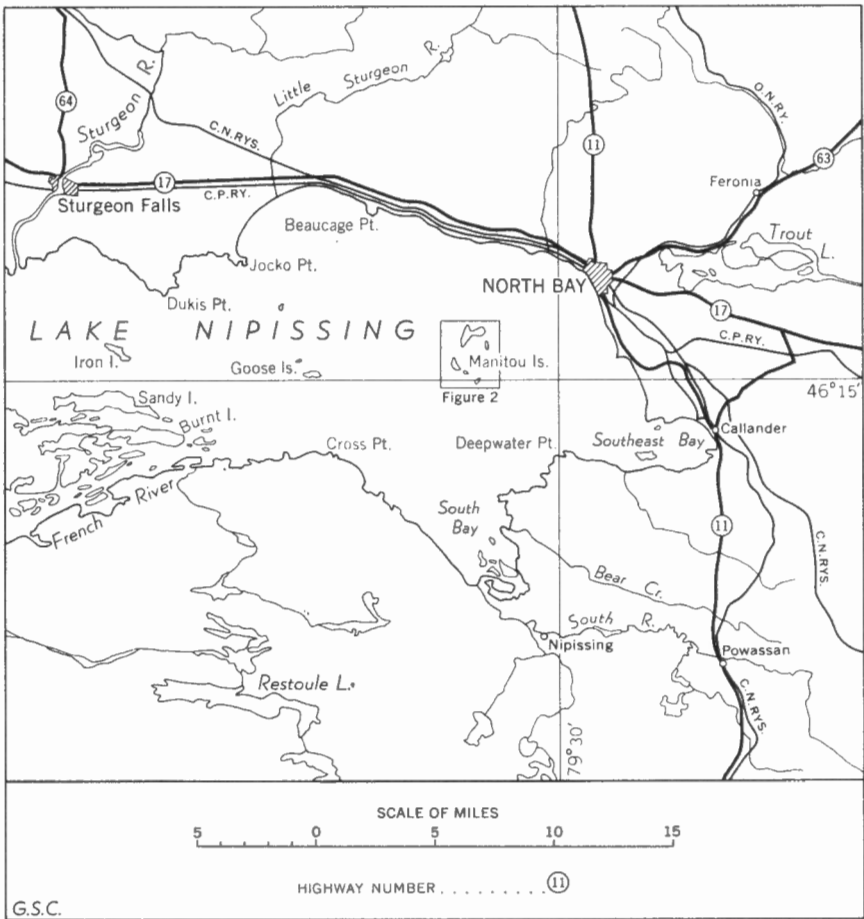 64
Sturgeon R.
Little Sturgeon R.
C.N.RYS.
O.N.RY.
11
63
17
Feronia
C.P.RY.
Sturgeon Falls
Beaucage Pt.
Trout L.
Jocko Pt.
NORTH BAY
Dukis Pt.
17
LAKE NIPISSING
C.P.RY.
Iron I.
Goose Is.
Manitou Is.
46°15'
Figure 2
Sandy I.
Burnt I.
Cross Pt.
Deepwater Pt.
Southeast Bay
Callander
French River
South Bay
11
C.N.RYS.
Bear Cr.
South R.
Nipissing
Powassan
Restoule L.
C.N.RYS.
79°30'
SCALE OF MILES
5 0 5 10 15
HIGHWAY NUMBER . . . . . . . . . 11
G.S.C.